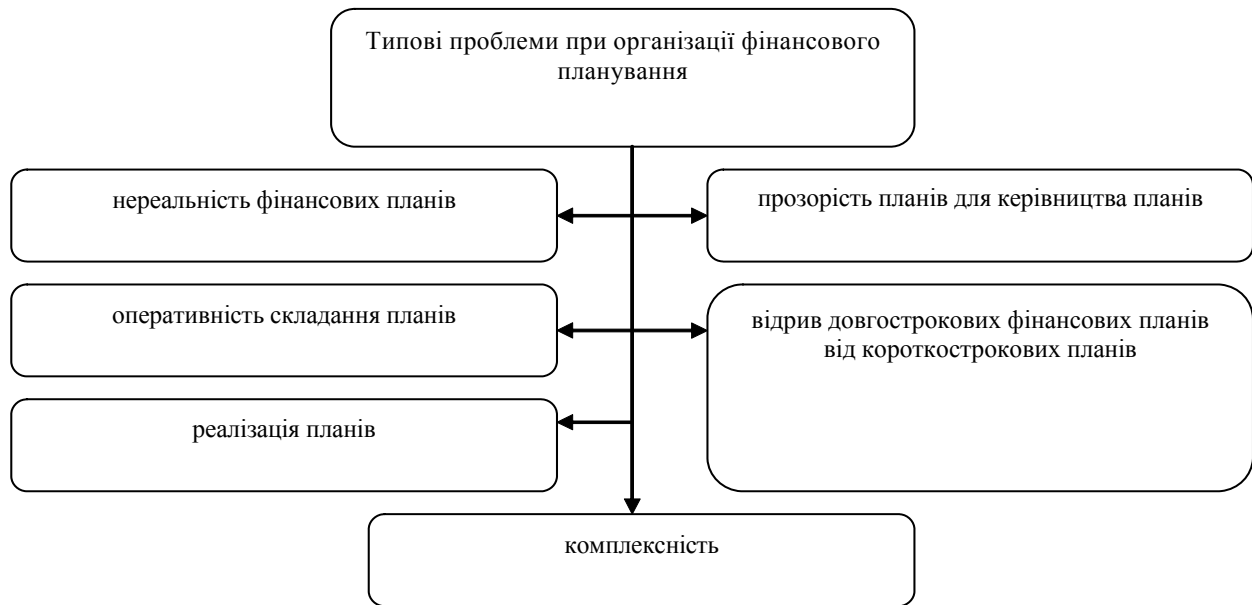 Типові проблеми при організації фінансового
планування
нереальність фінансових планів
прозорість планів для керівництва планів
оперативність складання планів
відрив довгострокових фінансових планів
від короткострокових планів
реалізація планів
комплексність